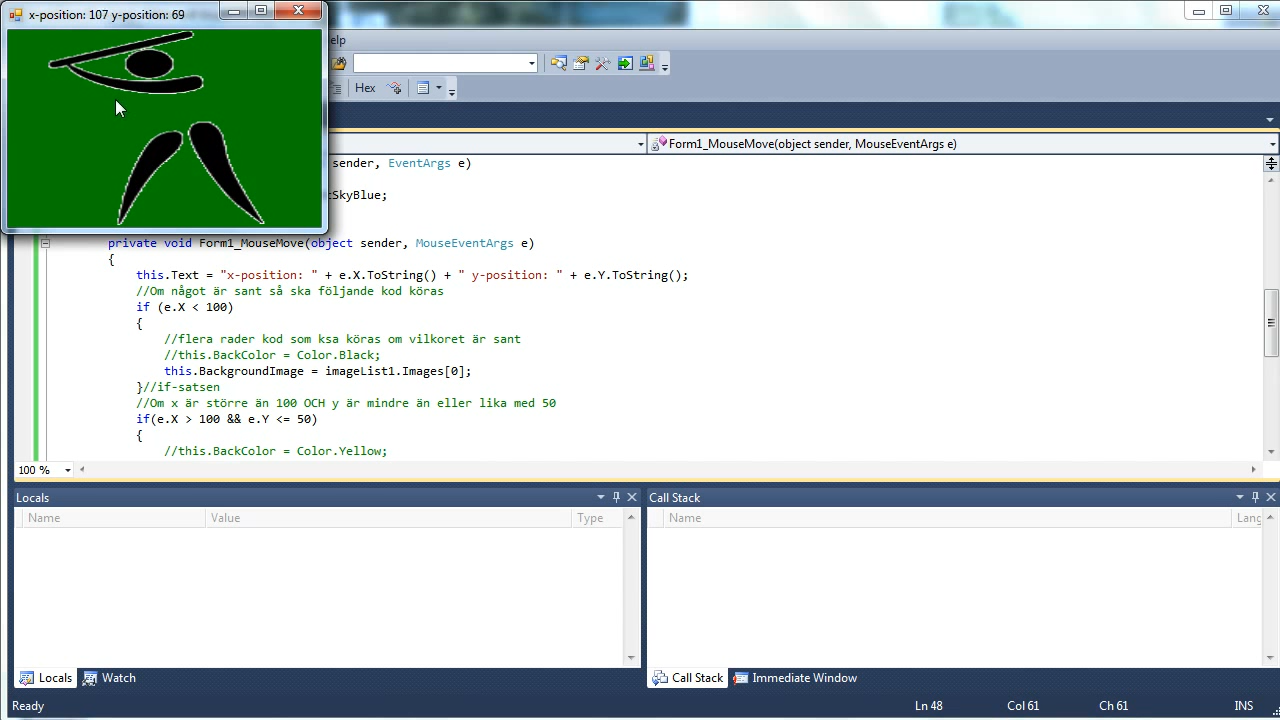 x-position: 107 y-position: 69
elp
Hex
Form1_MouseMove(object sender, MouseEventArgs e)
sender, EventArgs e)
SkyBlue;
private void Form1_MouseMove(object sender, MouseEventArgs e)
{
this.Text = "x-position: " + e.X.ToString() + " y-position: " + e.Y.ToString();
//Om något är sant så ska följande kod köras
if (e.X < 100)
{
//flera rader kod som ksa köras om vilkoret är sant
//this.BackColor = Color.Black;
this.BackgroundImage = imageList1.Images[0];
}//if-satsen
//Om x är större än 100 OCH y är mindre än eller lika med 50
if(e.X > 100 && e.Y <= 50)
{
//this.BackColor = Color.Yellow;
100 %
Locals
Name Value Type
Call Stack
Name Lang
Locals Watch
Call Stack Immediate Window
Ready Ln 48 Col 61 Ch 61 INS